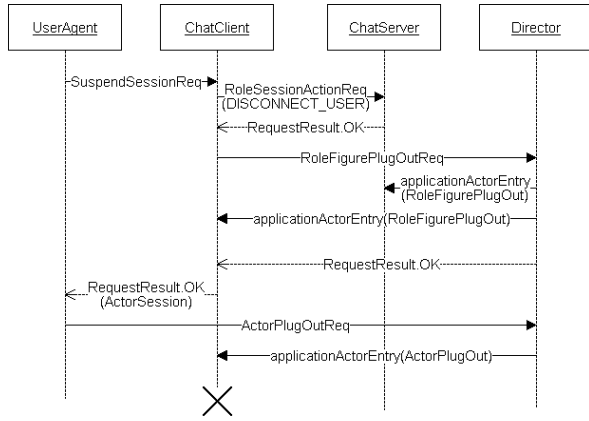 UserAgent
ChatClient
ChatServer
Director
SuspendSessionReq
RoleSessionActionReq
(DISCONNECT_USER)
RequestResult.OK
RoleFigurePlugOutReq
applicationActorEntry
(RoleFigurePlugOut)
applicationActorEntry(RoleFigurePlugOut)
RequestResult.OK
RequestResult.OK
(ActorSession)
ActorPlugOutReq
applicationActorEntry(ActorPlugOut)